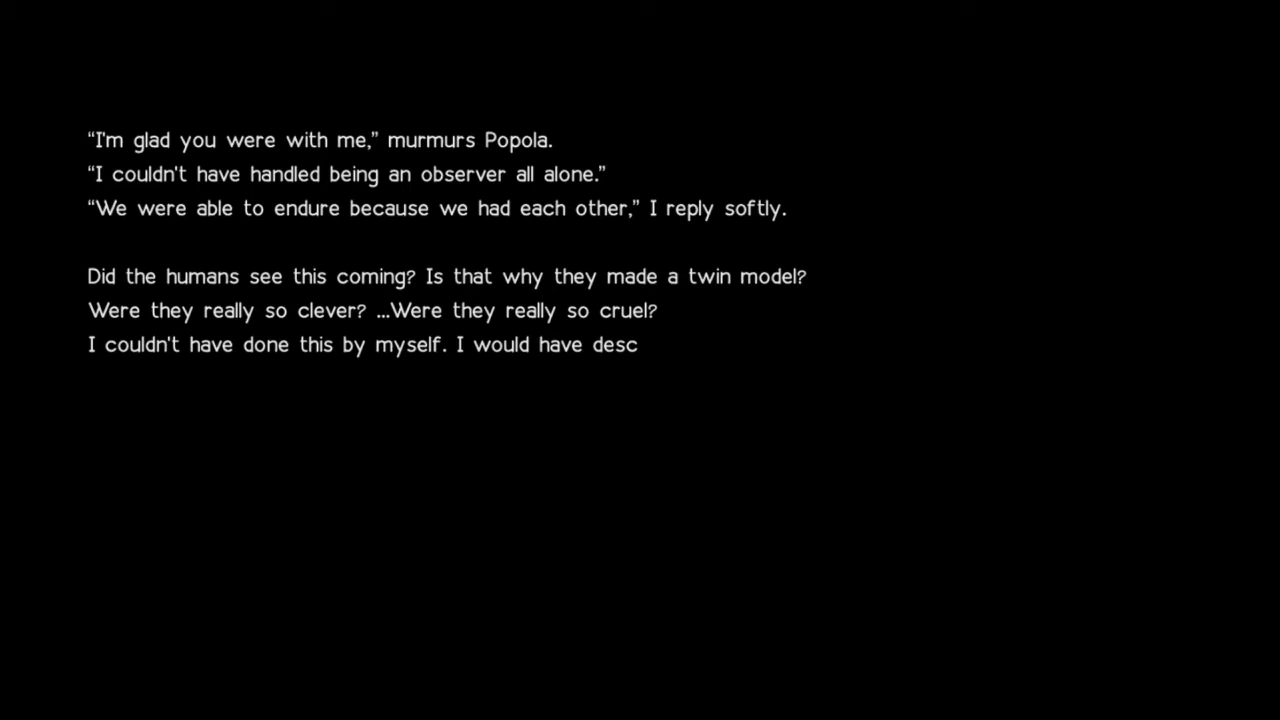 “I'm glad you were with me,” murmurs Popola.
“I couldn't have handled being an observer all alone.”
“We were able to endure because we had each other,” I reply softly.
Did the humans see this coming? Is that why they made a twin model?
Were they really so clever? ...Were they really so cruel?
I couldn't have done this by myself. I would have desc